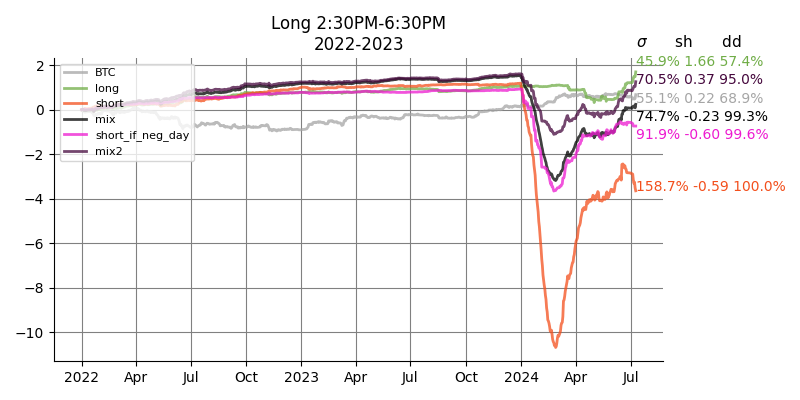 Long 2:30PM-6:30PM
2022-2023
σ sh dd
45.9% 1.66 57.4%
70.5% 0.37 95.0%
55.1% 0.22 68.9%
74.7% -0.23 99.3%
91.9% -0.60 99.6%
158.7% -0.59 100.0%
BTC
long
short
mix
short_if_neg_day
mix2
2
0
−2
−4
−6
−8
−10
2022 Apr Jul Oct 2023 Apr Jul Oct 2024 Apr Jul